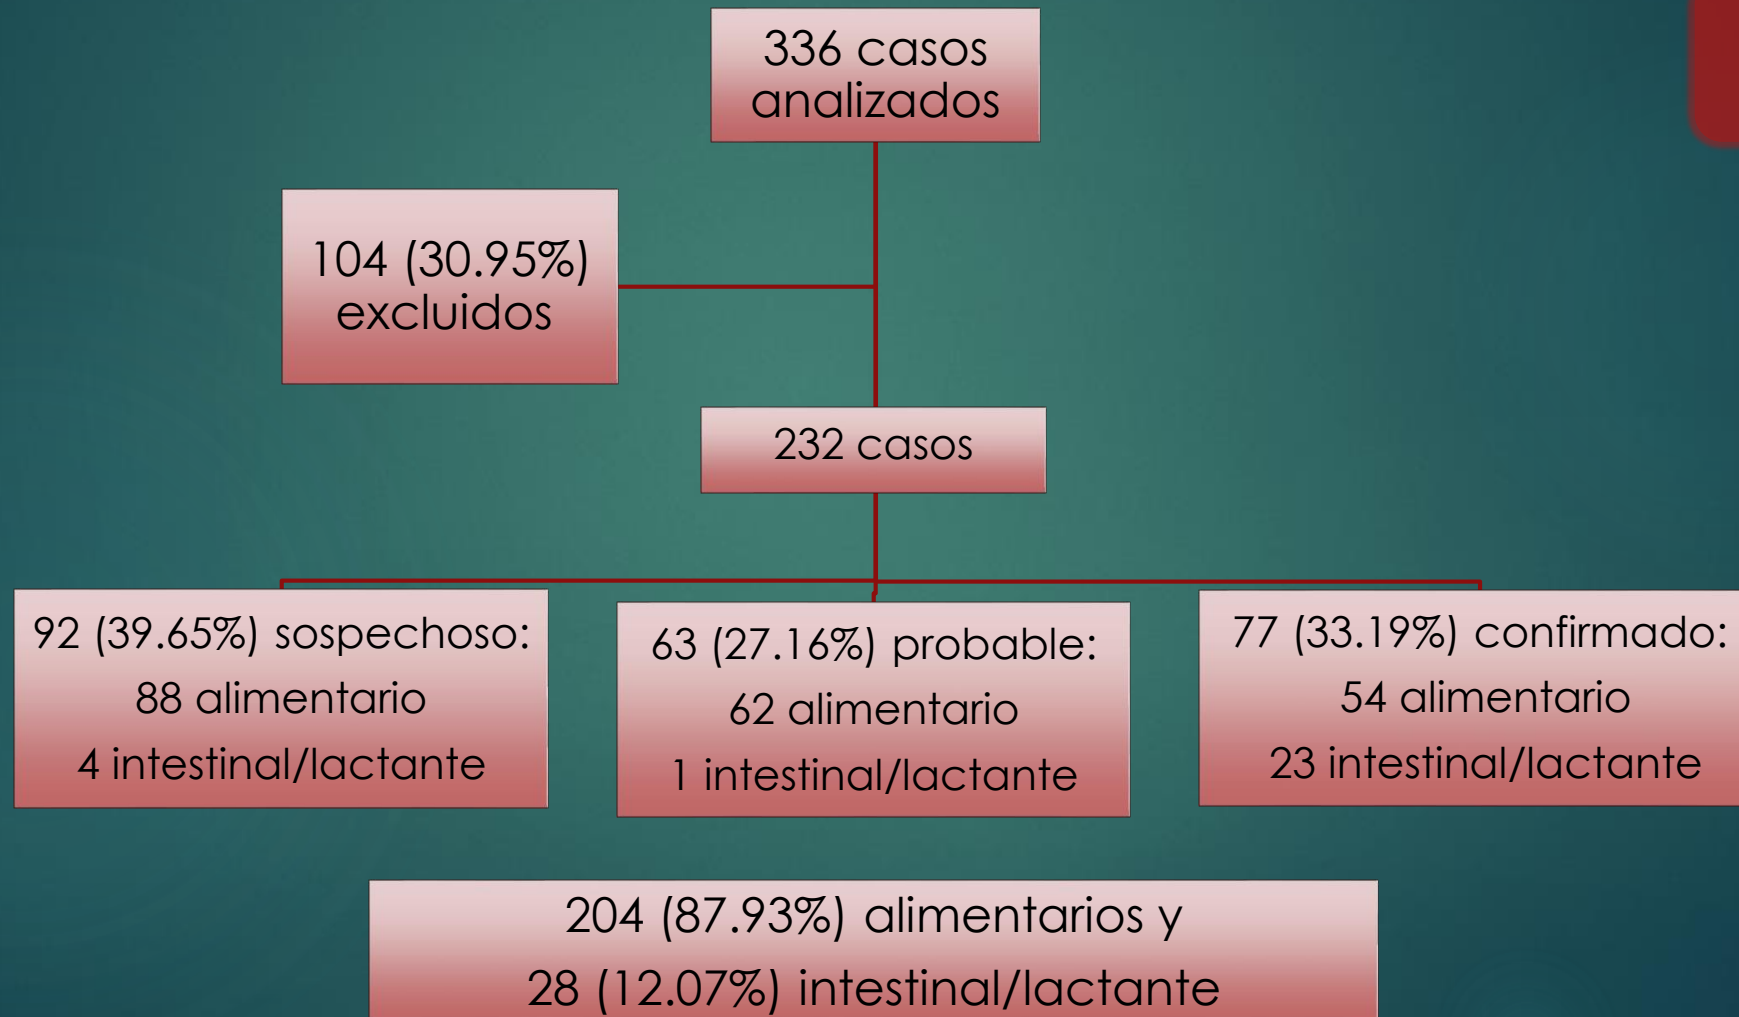 336 casos
analizados
104 (30.95%)
excluidos
232 casos
92 (39.65%) sospechoso:
88 alimentario
4 intestinal/lactante
63 (27.16%) probable:
62 alimentario
1 intestinal/lactante
77 (33.19%) confirmado:
54 alimentario
23 intestinal/lactante
204 (87.93%) alimentarios y
28 (12.07%) intestinal/lactante